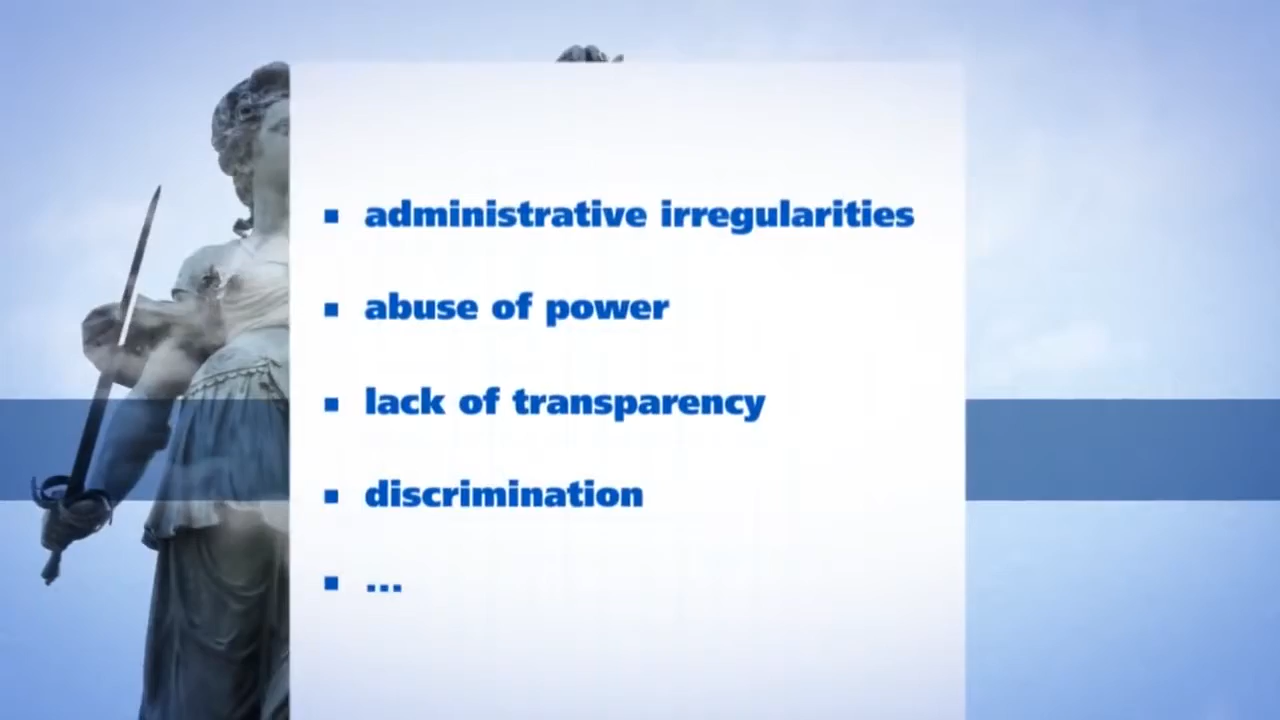 ▪ administrative irregularities
▪ abuse of power
▪ lack of transparency
▪ discrimination
▪ ...